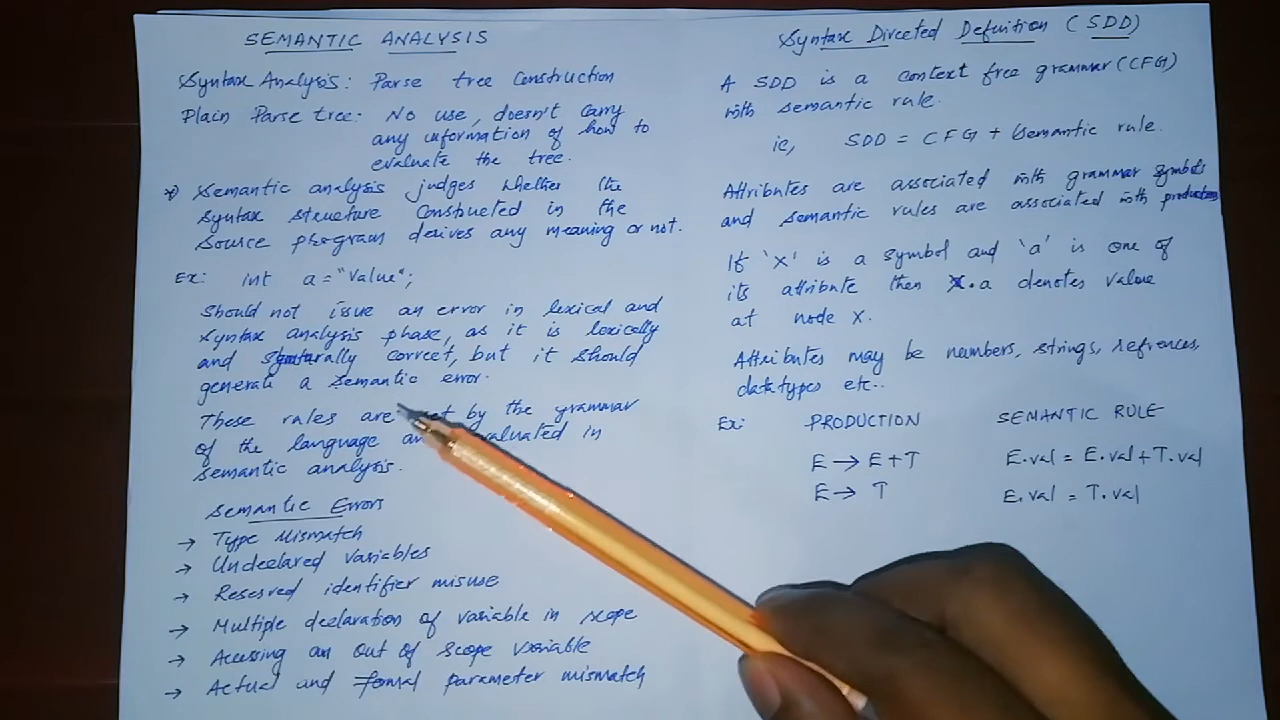 SEMANTIC ANALYSIS
Syntax Analysis: Parse tree Construction
Plain Parse tree: No use, doesn't carry
any information of how to
evaluate the tree.
*) Semantic analysis judges whether the
syntax structure constructed in the
source program derives any meaning or not.
Ex: int a = "Value";
Should not issue an error in lexical and
syntax analysis phase, as it is lexically
and correct, but it should
generate a semantic error.
These rules are by the grammar
of the language evaluated in
semantic analysis.
Semantic Errors
→ Type Mismatch
→ Undeclared Variables
→ Reserved identifier misuse
→ Multiple declaration of variable in scope
→ Accessing an out of scope variable
→ Actual and formal parameter mismatch
Syntax Directed Definition (SDD)
A SDD is a context free grammar (CFG)
with semantic rule.
ie, SDD = CFG + Semantic rule.
Attributes are associated with grammar symbols
and semantic rules are associated with productions
If 'X' is a symbol and 'a' is one of
its attribute then X.a denotes value
at node X.
Attributes may be numbers, strings, refrences,
datatypes etc..
Ex: PRODUCTION SEMANTIC RULE
E → E+T E.val = E.val + T.val
E → T E.val = T.val